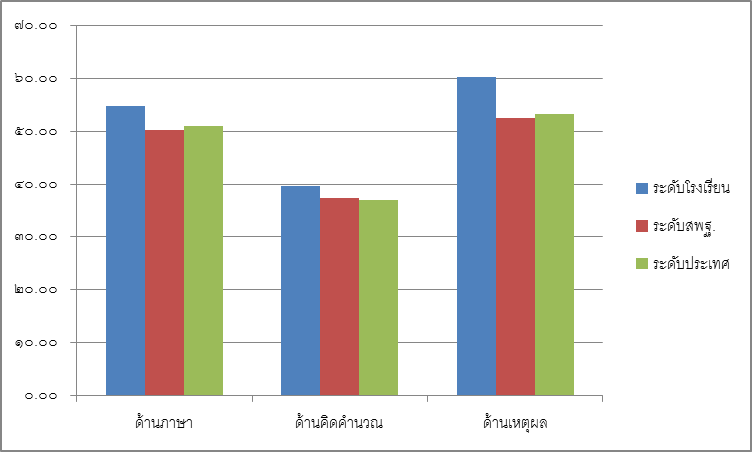 ๗๐.๐๐
๖๐.๐๐
๕๐.๐๐
๔๐.๐๐
๓๐.๐๐
๒๐.๐๐
๑๐.๐๐
๐.๐๐
ด้านภาษา
ด้านคิดคำนวณ
ด้านเหตุผล
ระดับโรงเรียน
ระดับสพฐ.
ระดับประเทศ